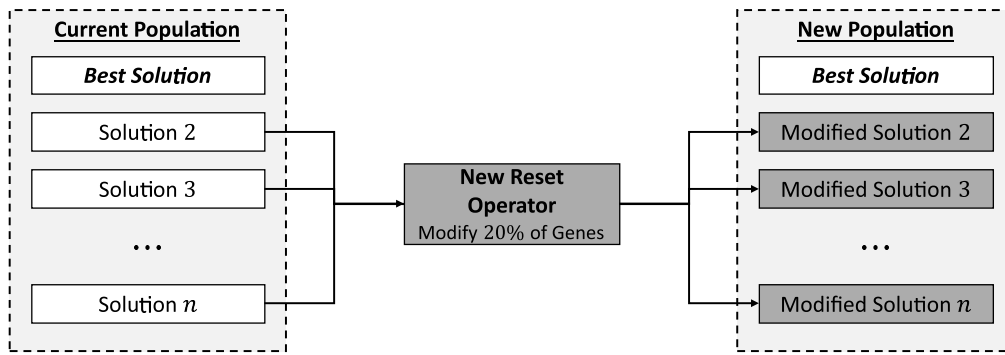 Current Population
Best Solution
Solution 2
Solution 3
...
Solution n
New Reset
Operator
Modify 20% of Genes
New Population
Best Solution
Modified Solution 2
Modified Solution 3
...
Modified Solution n